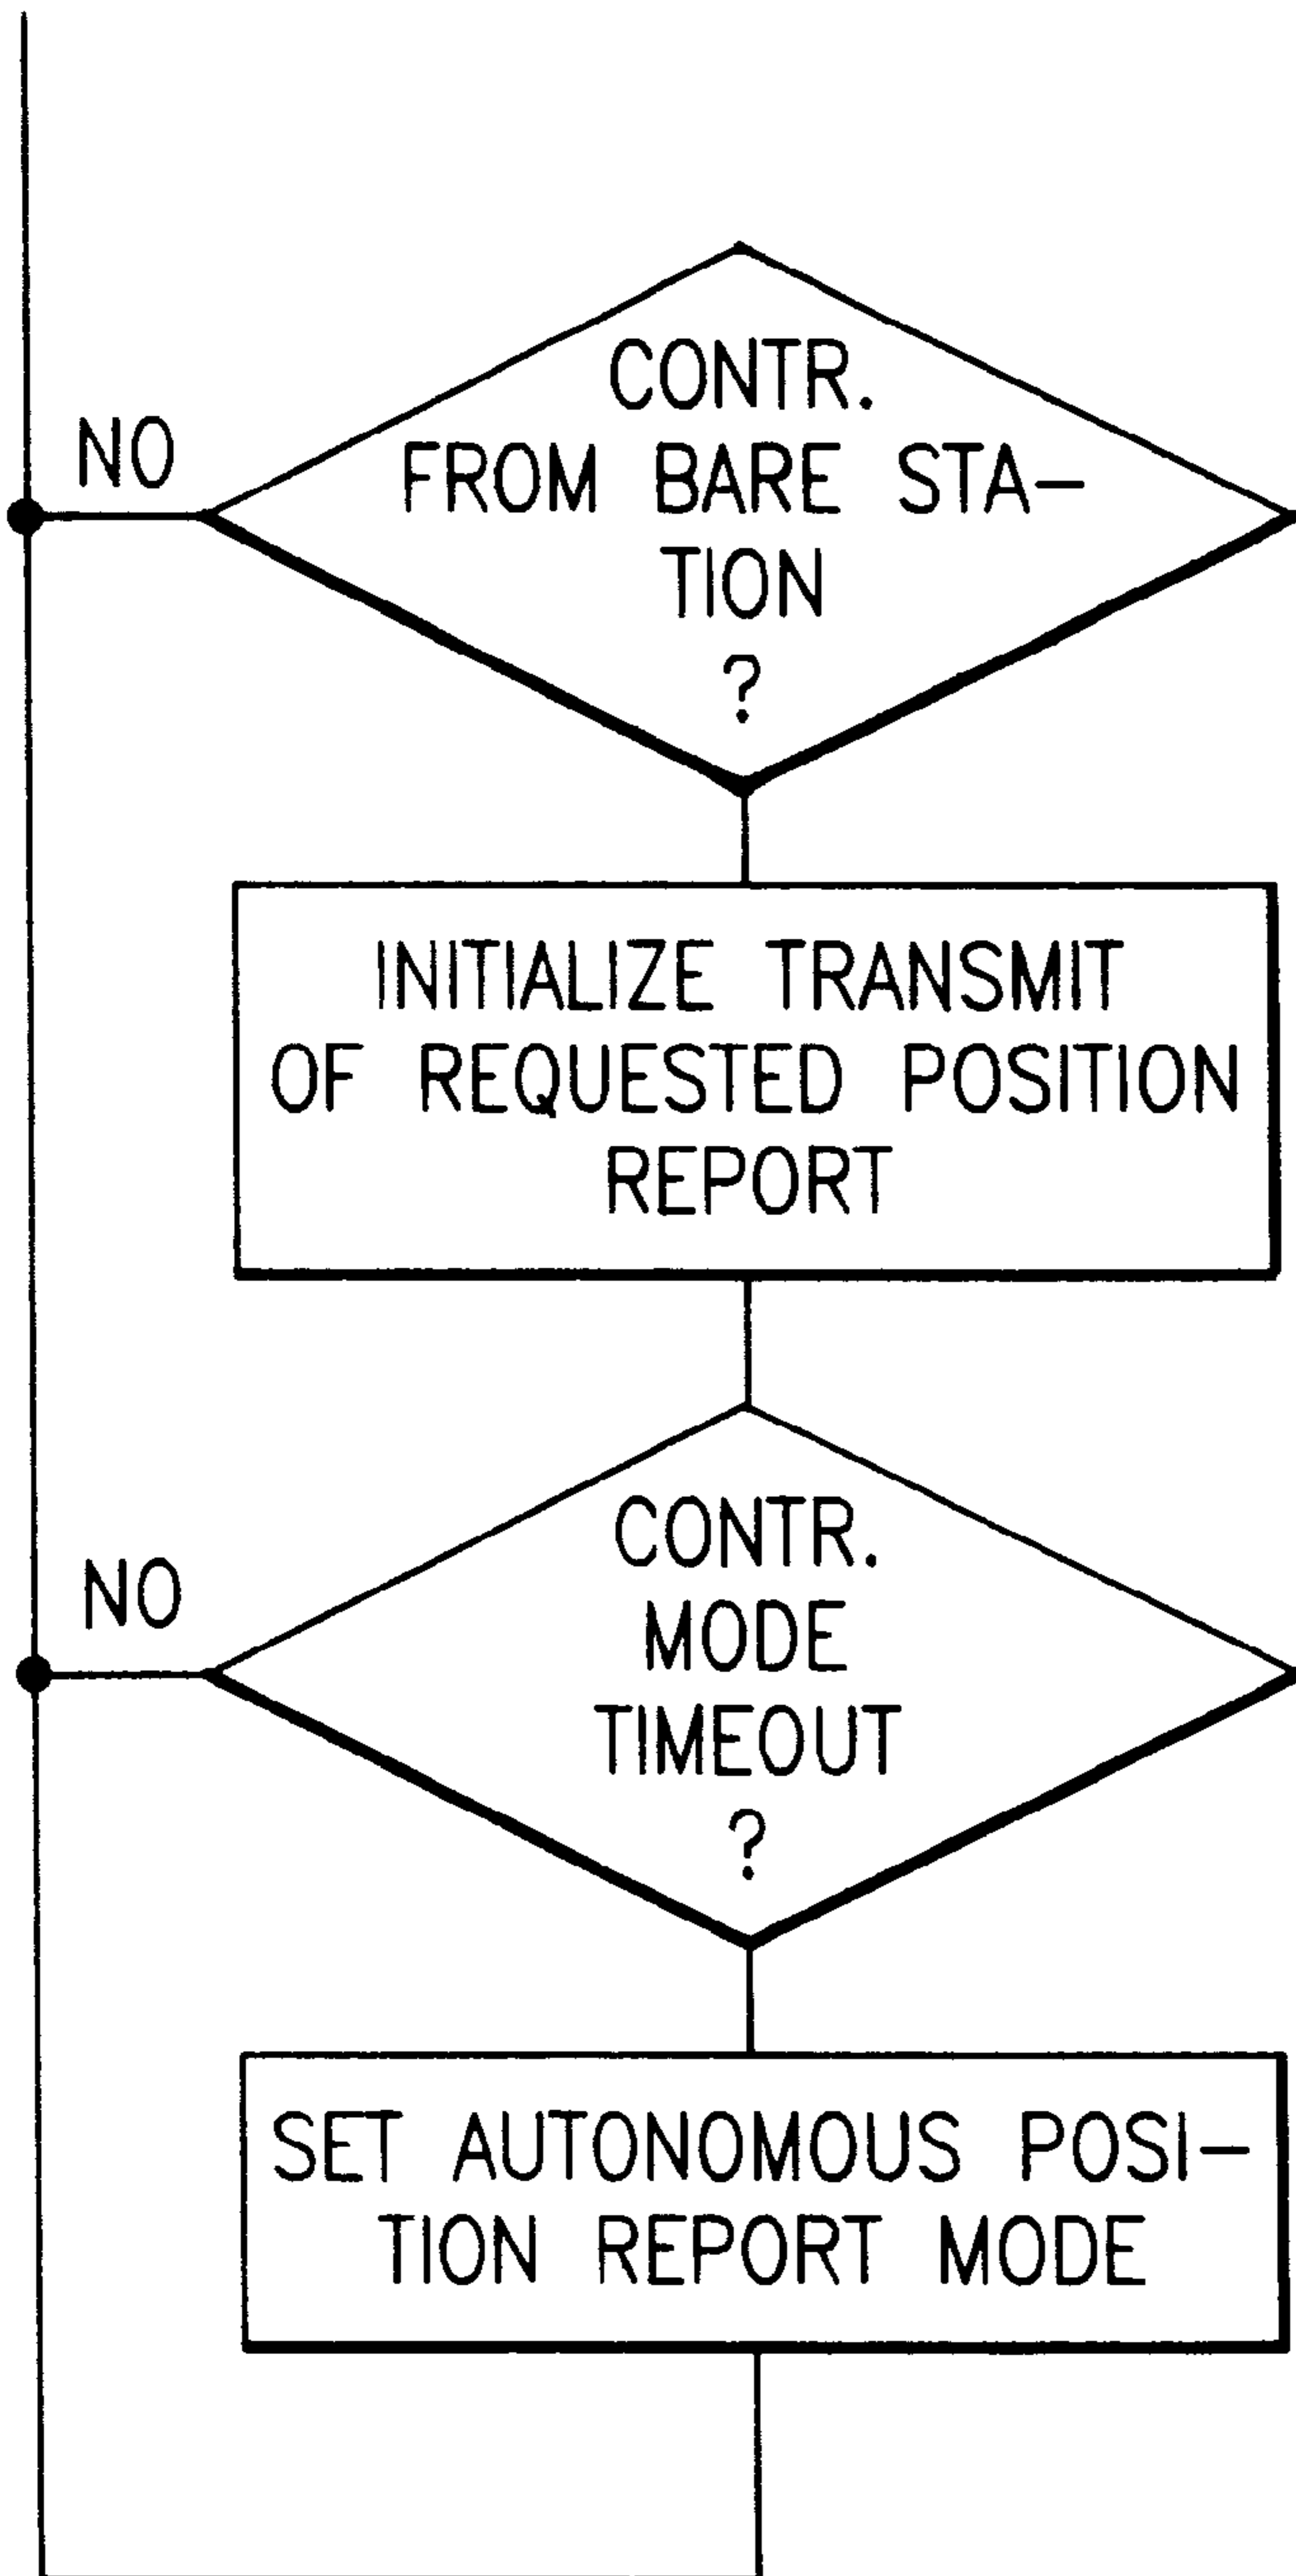 CONTR.
FROM BARE STA-
TION
?
NO
INITIALIZE TRANSMIT
OF REQUESTED POSITION
REPORT
CONTR.
MODE
TIMEOUT
?
NO
SET AUTONOMOUS POSI-
TION REPORT MODE